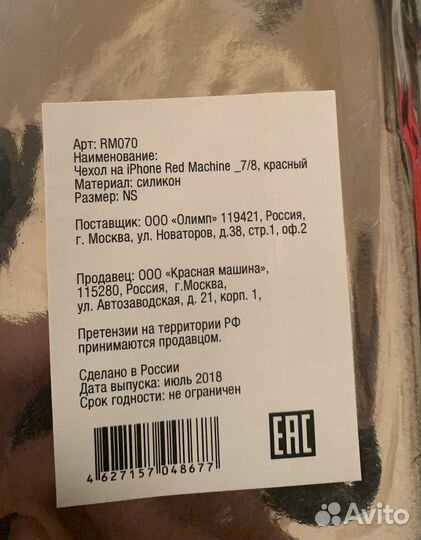 Арт: RM070
Наименование:
Чехол на iPhone Red Machine _7/8, красный
Материал: силикон
Размер: NS
Поставщик: ООО «Олимп» 119421, Россия,
г. Москва, ул. Новаторов, д.38, стр.1, оф.2
Продавец: ООО «Красная машина»,
115280, Россия, г.Москва,
ул. Автозаводская, д. 21, корп. 1,
Претензии на территории РФ
принимаются продавцом.
Сделано в России
Дата выпуска: июль 2018
Срок годности: не ограничен
4 627157 048677
EAC
Avito